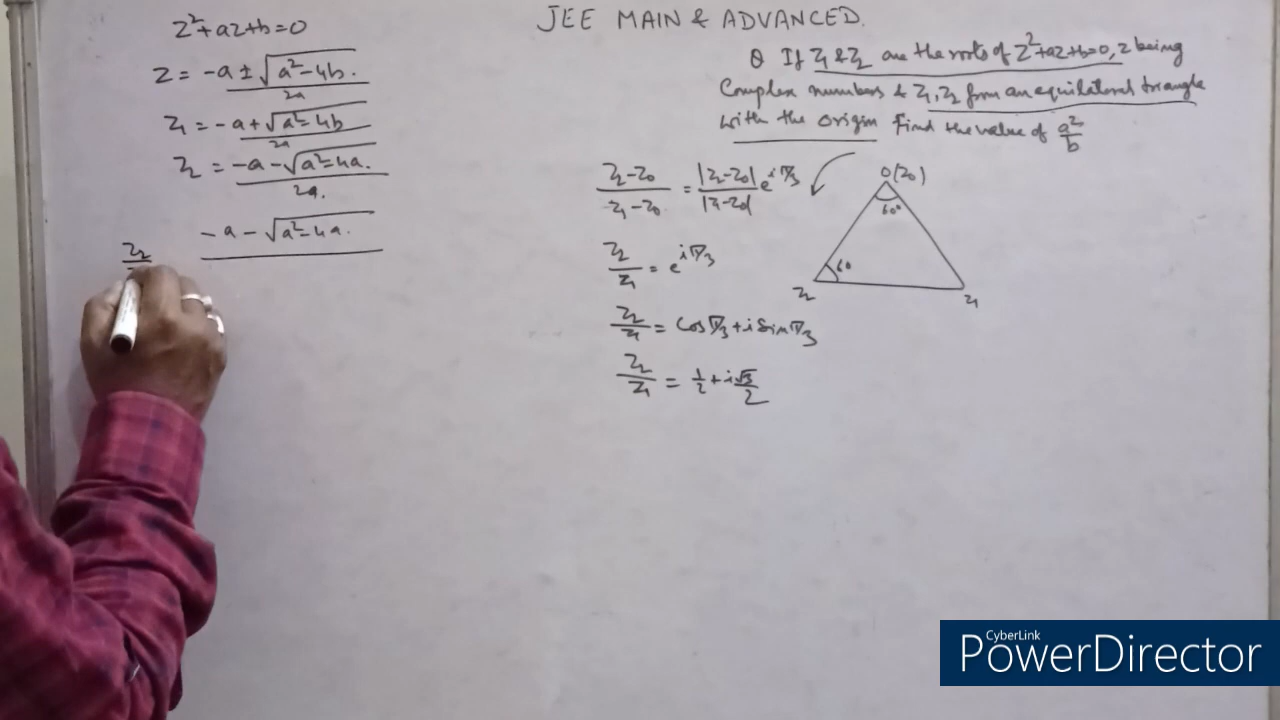 JEE MAIN & ADVANCED.
Q If Z₁ & Z₂ are the roots of Z²+az+b=0, z being
Complex numbers & Z₁, Z₂ from an equilateral triangle
with the origin Find the value of a²/b
Z²+az+b=0
Z = -a ± √a²-4b. / 2a
Z₁ = -a + √a²-4b / 2a
Z₂ = -a - √a²-4a. / 2a.
-a - √a²-4a.
Z₂
Z₂-Z₀ / Z₁-Z₀ = |Z₂-Z₀| / |Z₁-Z₀| e^iπ/3
Z₂/Z₁ = e^iπ/3
Z₂/Z₁ = Cosπ/3 + i Sinπ/3
Z₂/Z₁ = 1/2 + i√3/2
O(Z₀)
60°
60
Z₂
Z₁
CyberLink
PowerDirector